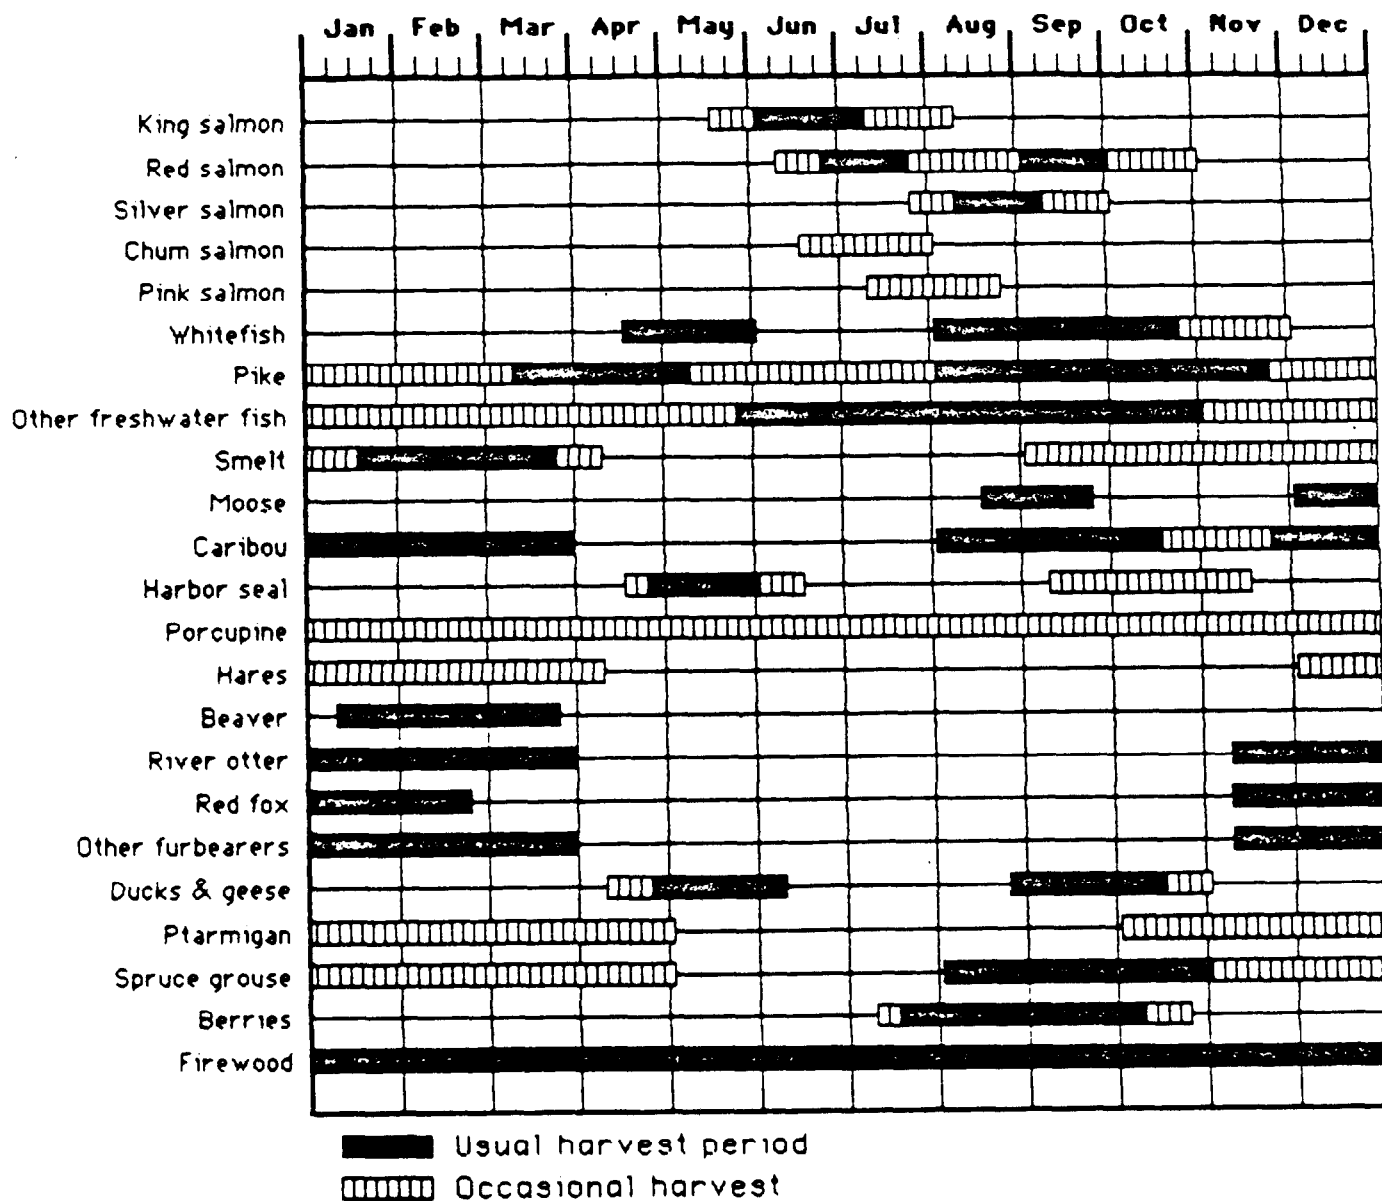 Jan Feb Mar Apr May Jun Jul Aug Sep Oct Nov Dec
King salmon
Red salmon
Silver salmon
Chum salmon
Pink salmon
Whitefish
Pike
Other freshwater fish
Smelt
Moose
Caribou
Harbor seal
Porcupine
Hares
Beaver
River otter
Red fox
Other furbearers
Ducks & geese
Ptarmigan
Spruce grouse
Berries
Firewood
Usual harvest period
Occasional harvest